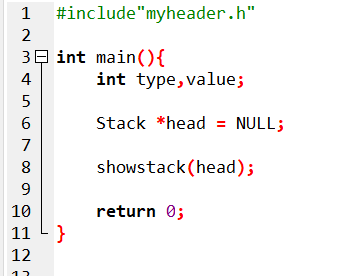 1 #include"myheader.h"
2
3 int main(){
4 int type,value;
5
6 Stack *head = NULL;
7
8 showstack(head);
9
10 return 0;
11 }
12